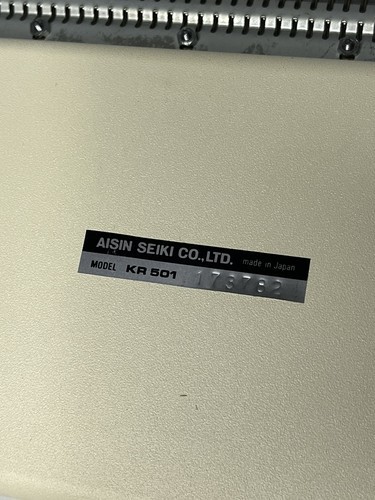 AISIN SEIKI CO.,LTD. made in Japan
MODEL KR 501 173782